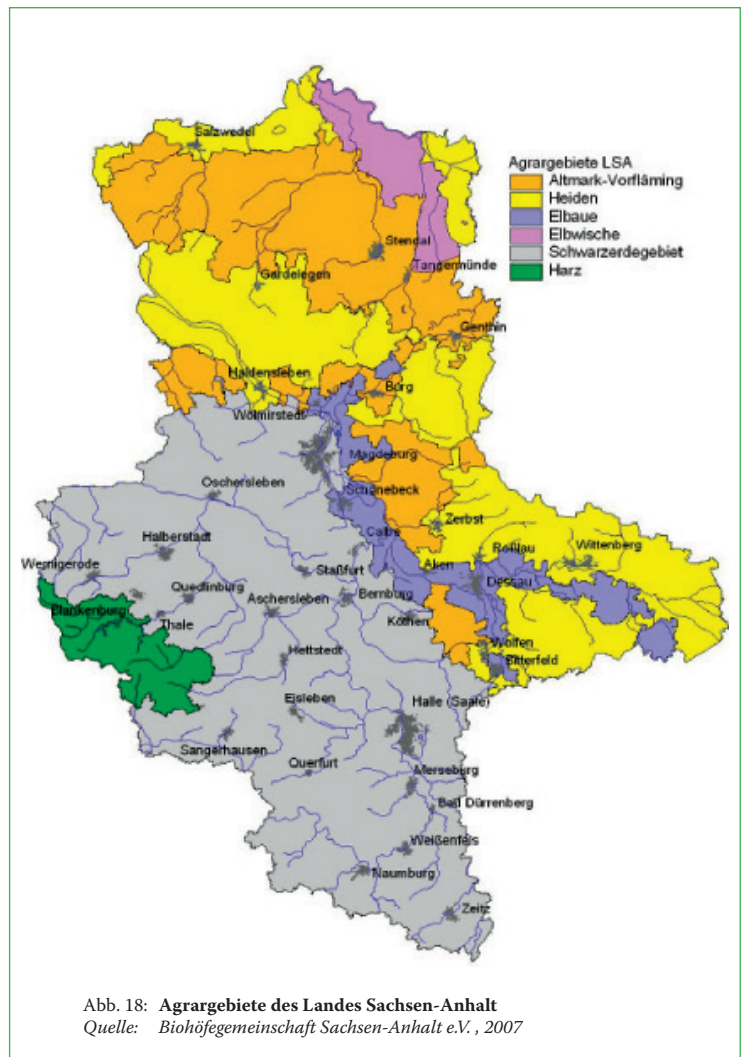 Salzwedel
Agrargebiete LSA
Altmark-Vorfläming
Heiden
Elbaue
Elbwische
Schwarzerdegebiet
Harz
Stendal
Gardelegen
Tangermünde
Genthin
Haldensleben
Burg
Wolmirstedt
Magdeburg
Oschersleben
Schönebeck
Zerbst
Calbe
Halberstadt
Roßlau
Wittenberg
Wernigerode
Staßfurt
Aken
Dessau
Quedlinburg
Aschersleben
Bernburg
Blankenburg
Thale
Köthen
Wolfen
Hettstedt
Bitterfeld
Eisleben
Halle (Saale)
Sangerhausen
Querfurt
Merseburg
Bad Dürrenberg
Weißenfels
Naumburg
Zeitz
Abb. 18: Agrargebiete des Landes Sachsen-Anhalt
Quelle: Biohöfegemeinschaft Sachsen-Anhalt e.V. , 2007